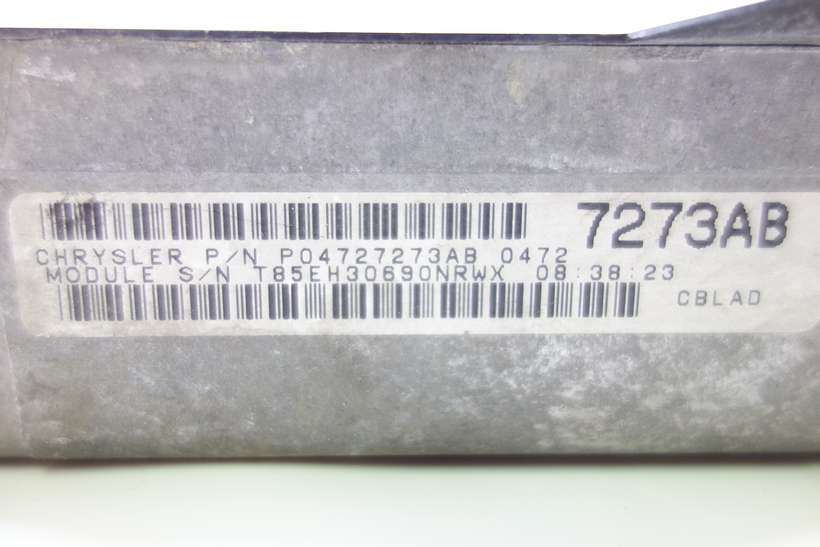 7273AB
CHRYSLER P/N P04727273AB 0472
MODULE S/N T85EH30690NRWX 08:38:23
CBLAD